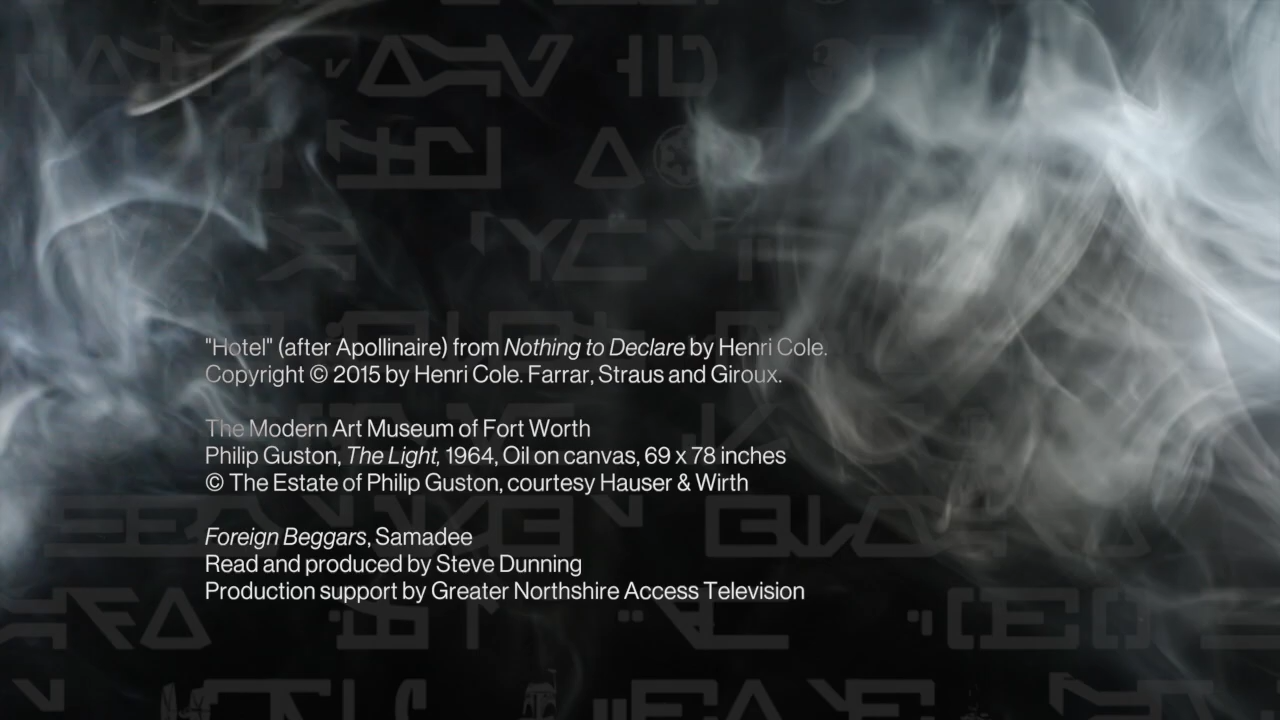 "Hotel" (after Apollinaire) from Nothing to Declare by Henri Cole.
Copyright © 2015 by Henri Cole. Farrar, Straus and Giroux.
The Modern Art Museum of Fort Worth
Philip Guston, The Light, 1964, Oil on canvas, 69 x 78 inches
© The Estate of Philip Guston, courtesy Hauser & Wirth
Foreign Beggars, Samadee
Read and produced by Steve Dunning
Production support by Greater Northshire Access Television